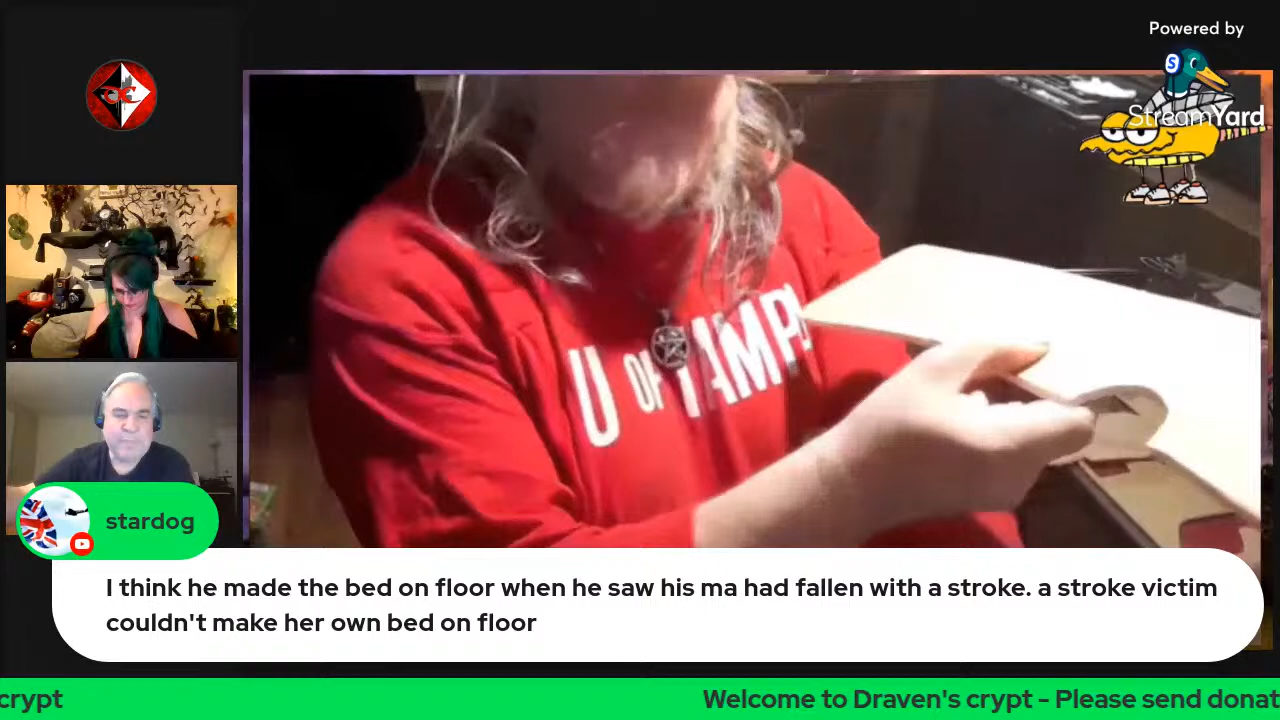 Powered by
StreamYard
U OF TAMPA
stardog
I think he made the bed on floor when he saw his ma had fallen with a stroke. a stroke victim
couldn't make her own bed on floor
crypt
Welcome to Draven's crypt - Please send donat